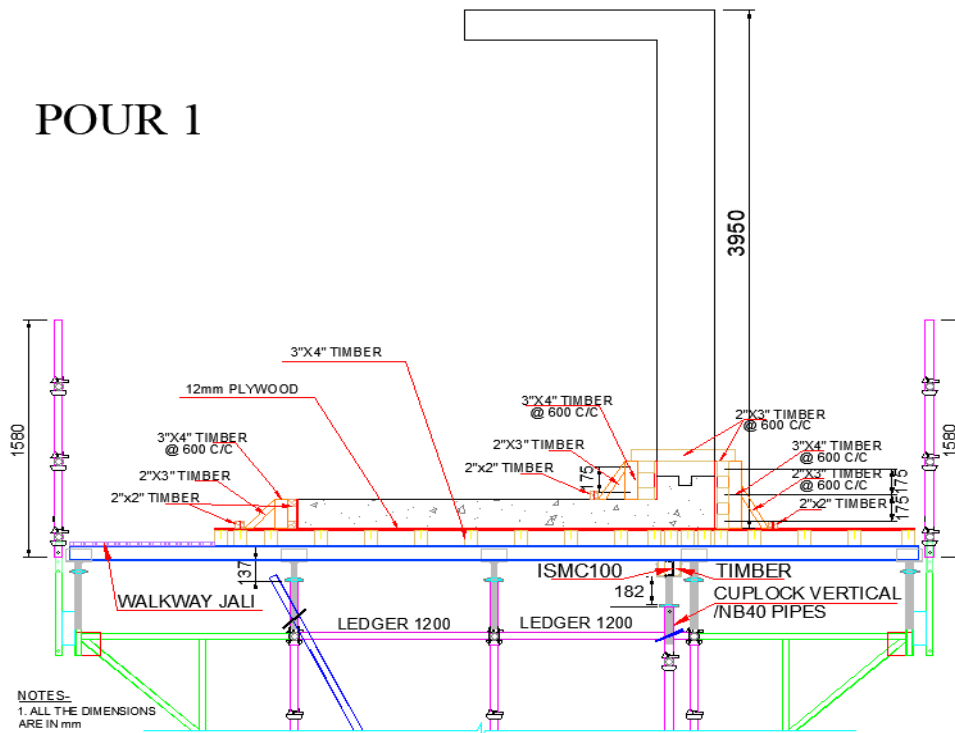 POUR 1
3950
1580
3"X4" TIMBER
12mm PLYWOOD
3"X4" TIMBER
@ 600 C/C
2"X3" TIMBER
2"x2" TIMBER
3"X4" TIMBER
@ 600 C/C
2"X3" TIMBER
2"x2" TIMBER
175
2"X3" TIMBER
@ 600 C/C
3"X4" TIMBER
@ 600 C/C
2"X3" TIMBER
@ 600 C/C
2"x2" TIMBER
175
175
1580
137
WALKWAY JALI
ISMC100
TIMBER
182
CUPLOCK VERTICAL
/NB40 PIPES
LEDGER 1200
LEDGER 1200
NOTES-
1. ALL THE DIMENSIONS
ARE IN mm